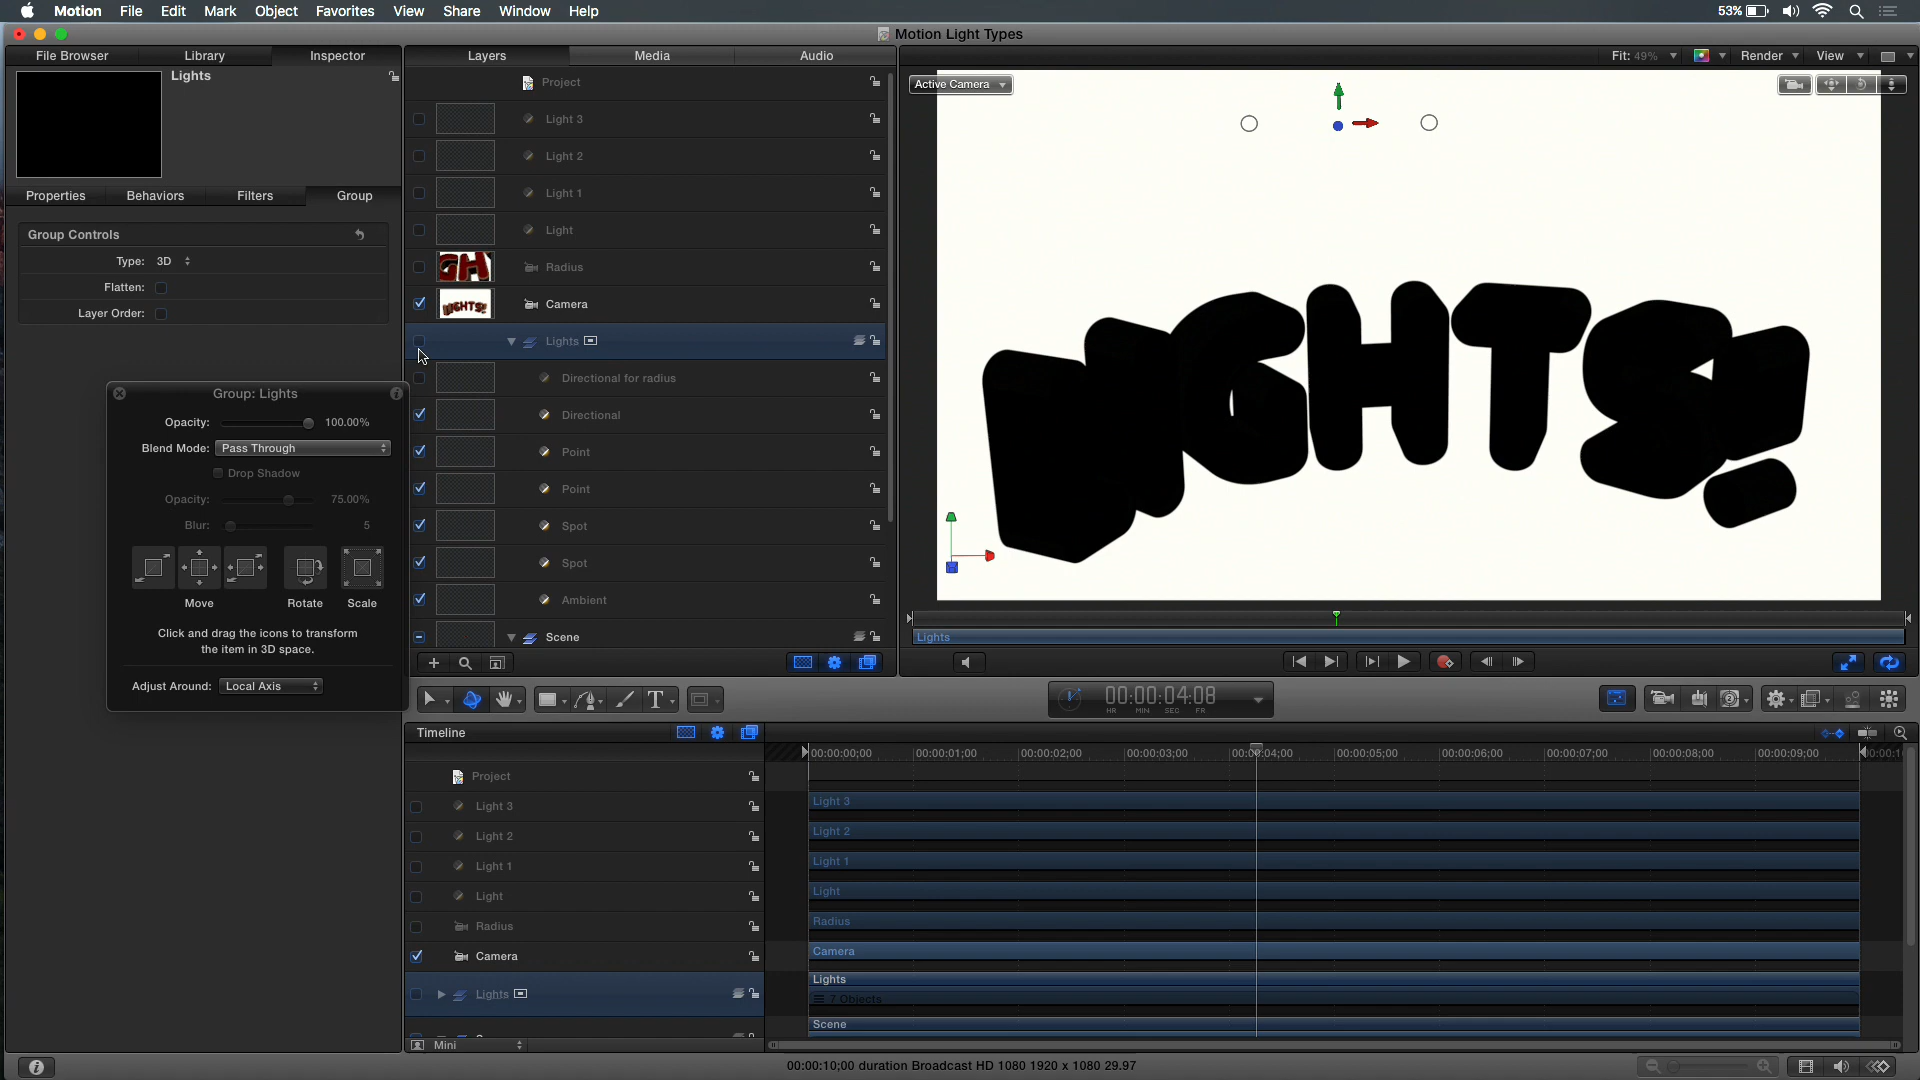 Motion File Edit Mark Object Favorites View Share Window Help 53%
Motion Light Types
File Browser Library Inspector
Layers Media Audio
Fit: 49% Render View
Lights
Project
Active Camera
Light 3
Light 2
Light 1
Properties Behaviors Filters Group
Light
Group Controls
Type: 3D
Radius
Flatten:
Camera
Layer Order:
Lights
Directional for radius
Group: Lights
Directional
Opacity: 100.00%
Blend Mode: Pass Through
Point
Drop Shadow
Point
Opacity: 75.00%
Blur: 5
Spot
Spot
Move Rotate Scale
Ambient
Click and drag the icons to transform
the item in 3D space.
Scene
Adjust Around: Local Axis
LIGHTS!
Lights
00:00:04:08
HR MIN SEC FR
Timeline
00:00:00;00 00:00:01;00 00:00:02;00 00:00:03;00 00:00:04;00 00:00:05;00 00:00:06;00 00:00:07;00 00:00:08;00 00:00:09;00
Project
Light 3 Light 3
Light 2 Light 2
Light 1 Light 1
Light Light
Radius Radius
Camera Camera
Lights Lights
7 Objects
Scene
Mini
00:00:10;00 duration Broadcast HD 1080 1920 x 1080 29.97